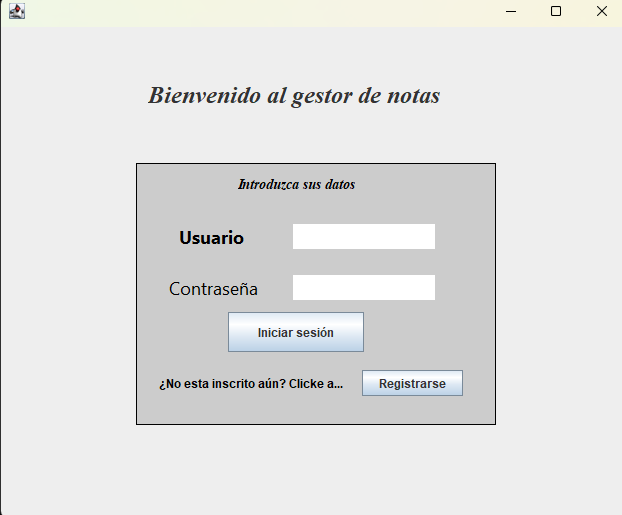 Bienvenido al gestor de notas
Introduzca sus datos
Usuario
Contraseña
Iniciar sesión
¿No esta inscrito aún? Clicke a...
Registrarse